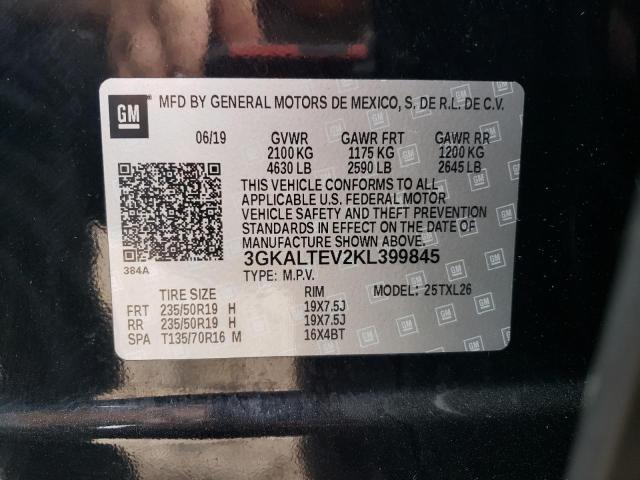 GM
MFD BY GENERAL MOTORS DE MEXICO, S. DE R.L. DE C.V.
06/19 GVWR GAWR FRT GAWR RR
2100 KG 1175 KG 1200 KG
4630 LB 2590 LB 2645 LB
THIS VEHICLE CONFORMS TO ALL
APPLICABLE U.S. FEDERAL MOTOR
VEHICLE SAFETY AND THEFT PREVENTION
STANDARDS IN EFFECT ON THE DATE OF
MANUFACTURE SHOWN ABOVE.
384A
3GKALTEV2KL399845
TYPE: M.P.V. MODEL: 25TXL26
TIRE SIZE RIM
FRT 235/50R19 H 19X7.5J
RR 235/50R19 H 19X7.5J
SPA T135/70R16 M 16X4BT